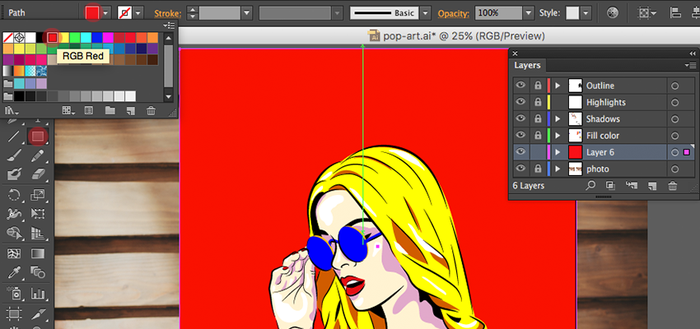 Path
Stroke:
Basic
Opacity: 100%
Style:
pop-art.ai* @ 25% (RGB/Preview)
RGB Red
Layers
Outline
Highlights
Shadows
Fill color
Layer 6
photo
6 Layers